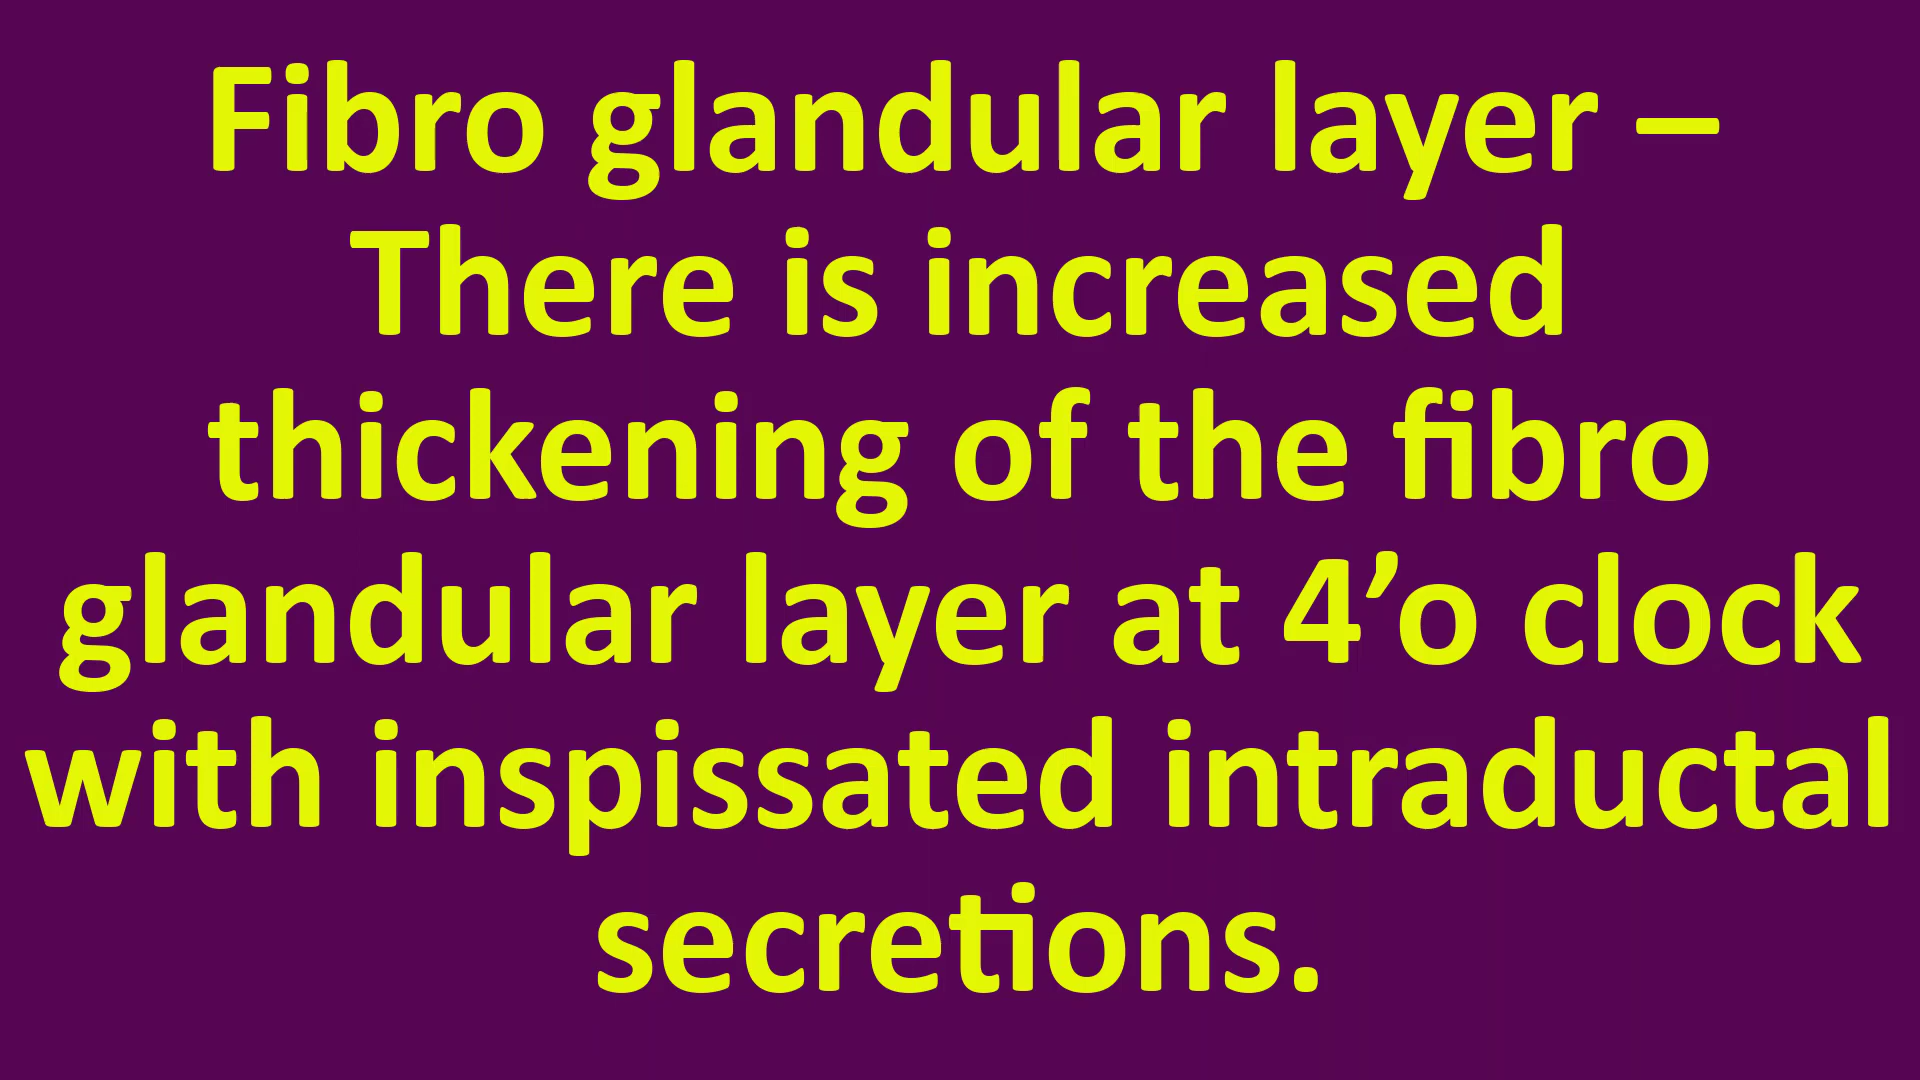 Fibro glandular layer –
There is increased
thickening of the fibro
glandular layer at 4’o clock
with inspissated intraductal
secretions.